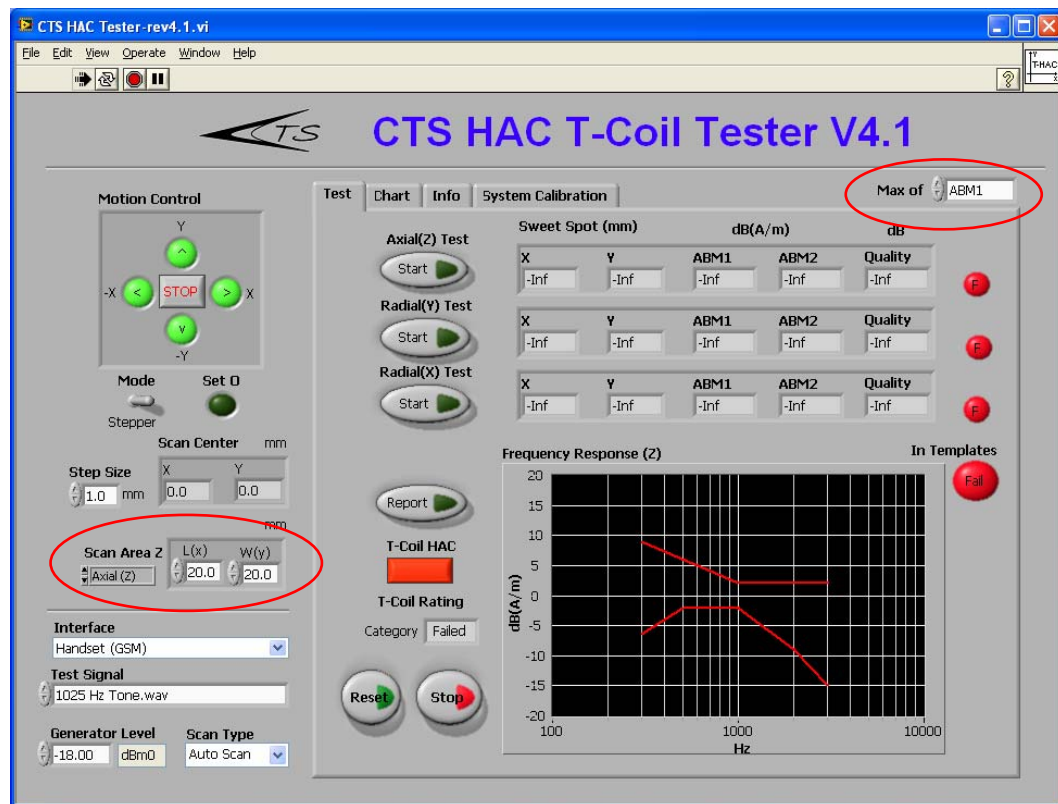 CTS HAC Tester-rev4.1.vi
File Edit View Operate Window Help
T-HAC
CTS
CTS HAC T-Coil Tester V4.1
Max of ABM1
Motion Control
Y
-X STOP X
-Y
Mode Set 0
Stepper
Scan Center mm
Step Size X Y
1.0 mm 0.0 0.0
mm
Scan Area Z L(x) W(y)
Axial (Z) 20.0 20.0
Interface
Handset (GSM)
Test Signal
1025 Hz Tone.wav
Generator Level Scan Type
-18.00 dBm0 Auto Scan
Test Chart Info System Calibration
Sweet Spot (mm) dB(A/m) dB
Axial(Z) Test
Start
X Y ABM1 ABM2 Quality
-Inf -Inf -Inf -Inf -Inf
F
Radial(Y) Test
Start
X Y ABM1 ABM2 Quality
-Inf -Inf -Inf -Inf -Inf
F
Radial(X) Test
Start
X Y ABM1 ABM2 Quality
-Inf -Inf -Inf -Inf -Inf
F
Report
T-Coil HAC
T-Coil Rating
Category Failed
Reset Stop
Frequency Response (Z)
In Templates
Fail
dB(A/m)
20
15
10
5
0
-5
-10
-15
-20
100 1000 10000
Hz